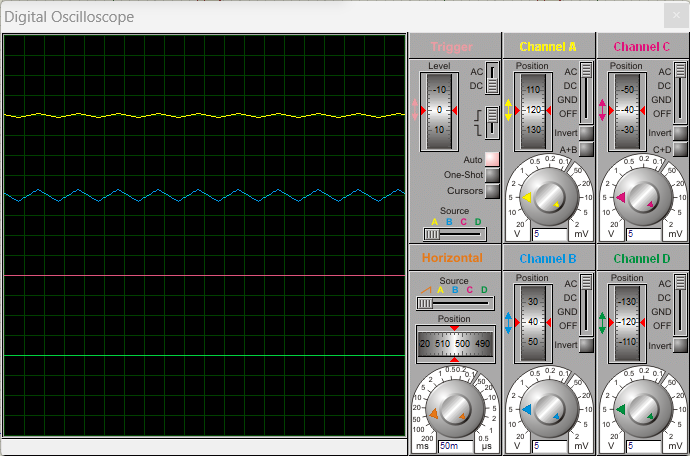 Digital Oscilloscope
×
Trigger
Level
-10
0
10
AC
DC
Auto
One-Shot
Cursors
Source
A B C D
Channel A
Position
110
120
130
AC
DC
GND
OFF
Invert
A+B
0.5 0.2 0.1
1 50
2 20
5 10
10 5
20 2
V 5 mV
Channel C
Position
-50
-40
-30
AC
DC
GND
OFF
Invert
C+D
0.5 0.2 0.1
1 50
2 20
5 10
10 5
20 2
V 5 mV
Horizontal
Source
A B C D
Position
20 510 500 490
2 1 0.5 0.2 0.1 50
5 20
10 10
20 5
50 2
100 1
200 0.5
ms 50m µs
Channel B
Position
30
40
50
AC
DC
GND
OFF
Invert
0.5 0.2 0.1
1 50
2 20
5 10
10 5
20 2
V 5 mV
Channel D
Position
-130
-120
-110
AC
DC
GND
OFF
Invert
0.5 0.2 0.1
1 50
2 20
5 10
10 5
20 2
V 5 mV